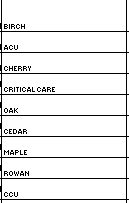 BIRCH
ACU
CHERRY
CRITICAL CARE
OAK
CEDAR
MAPLE
ROWAN
CCU